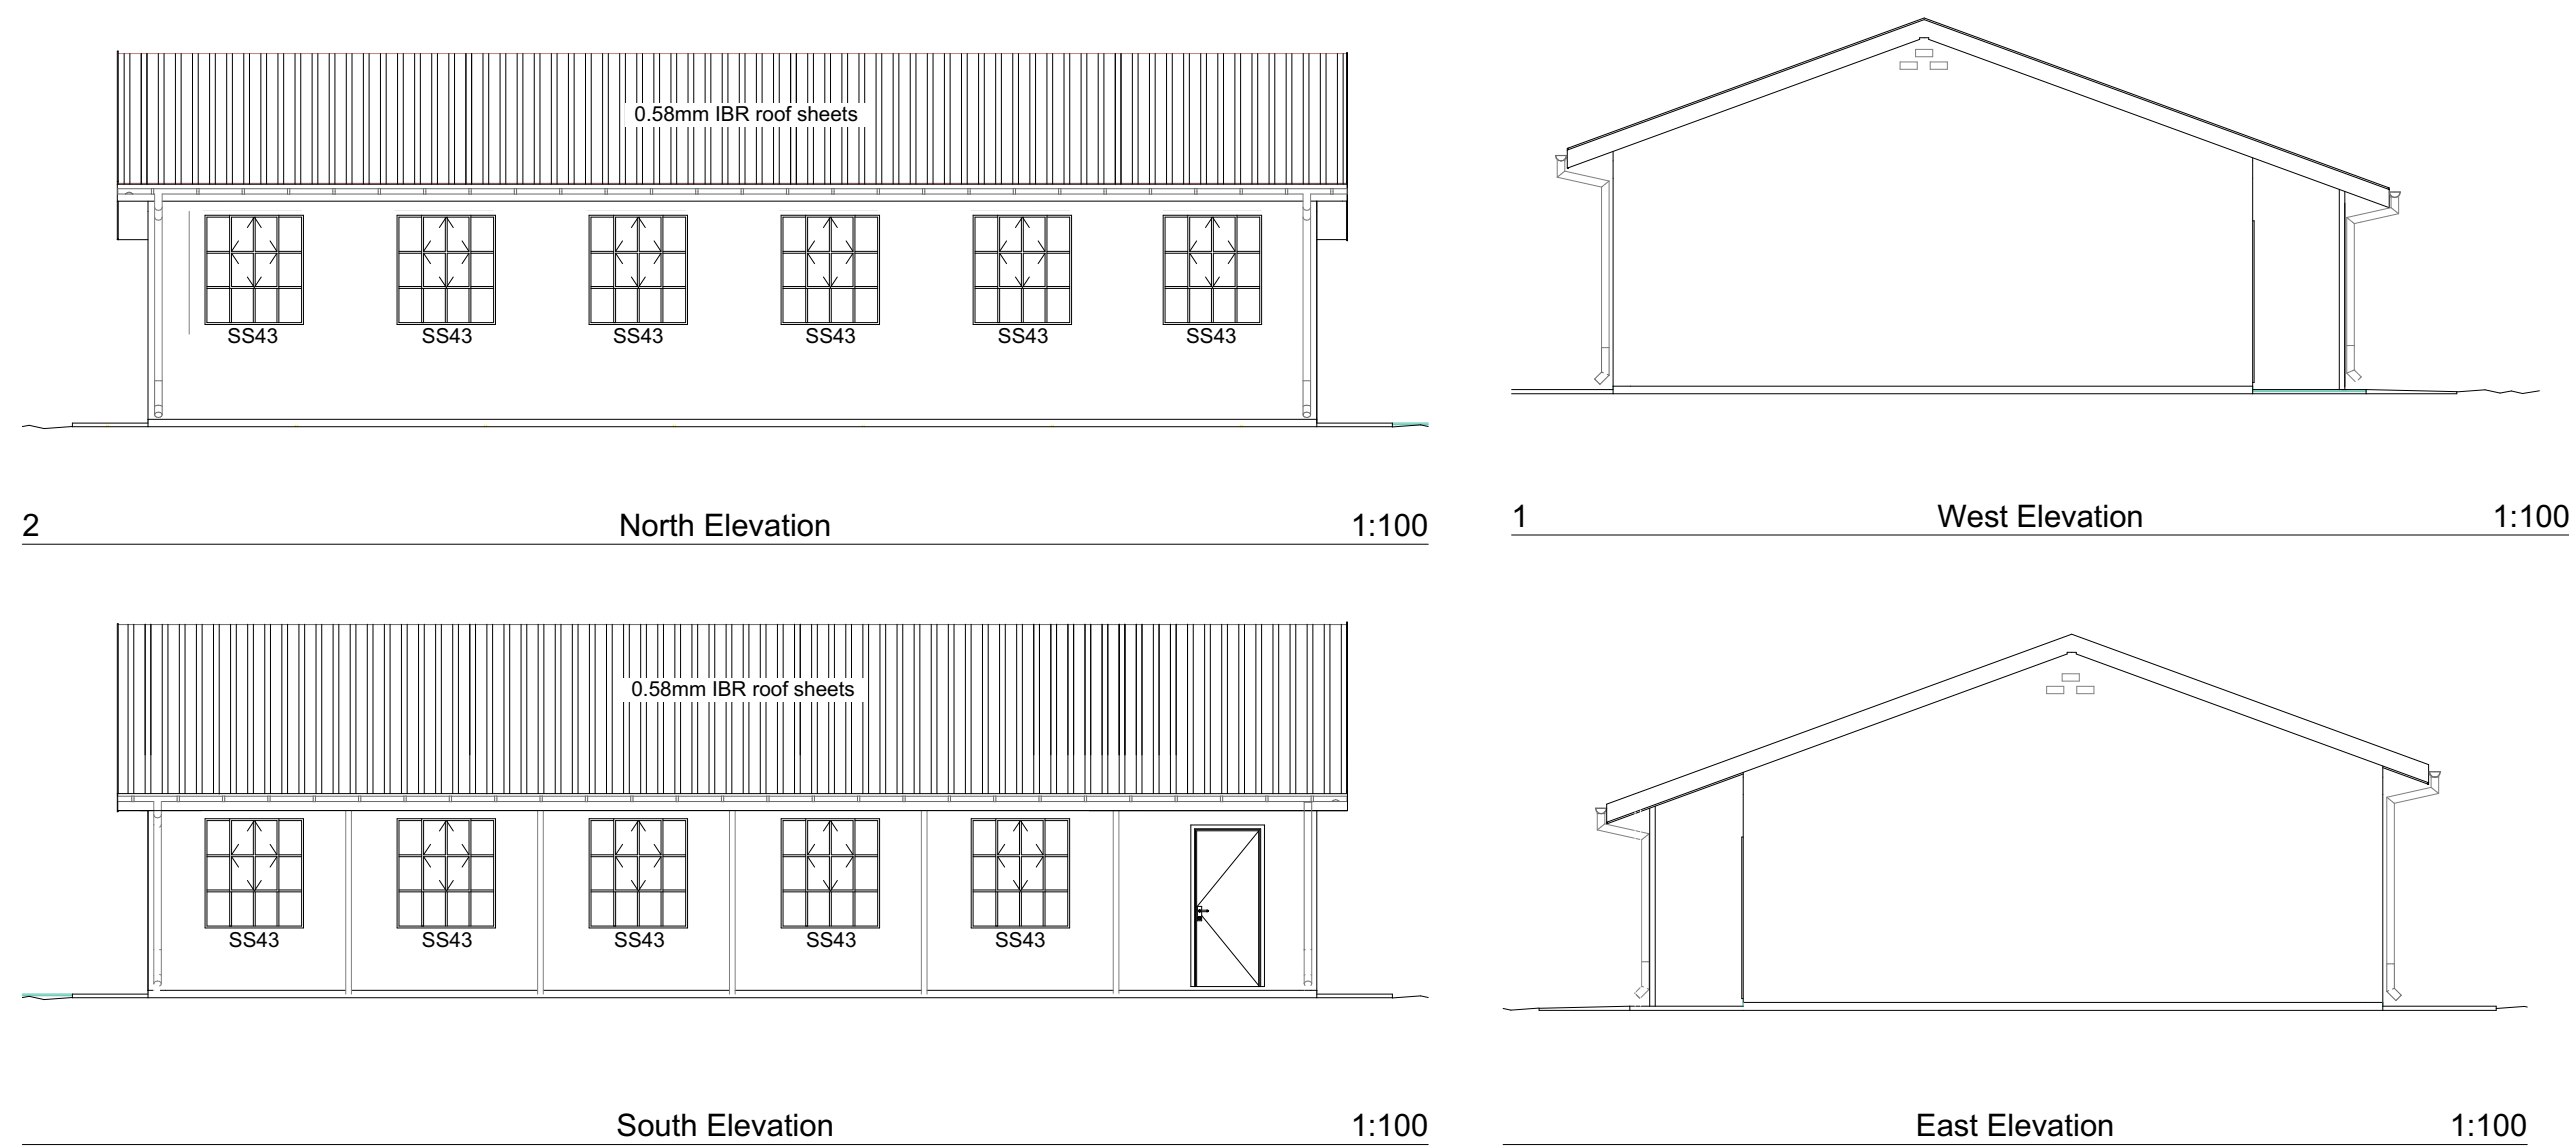 0.58mm IBR roof sheets
SS43 SS43 SS43 SS43 SS43 SS43
2 North Elevation 1:100
1 West Elevation 1:100
0.58mm IBR roof sheets
SS43 SS43 SS43 SS43 SS43
South Elevation 1:100
East Elevation 1:100